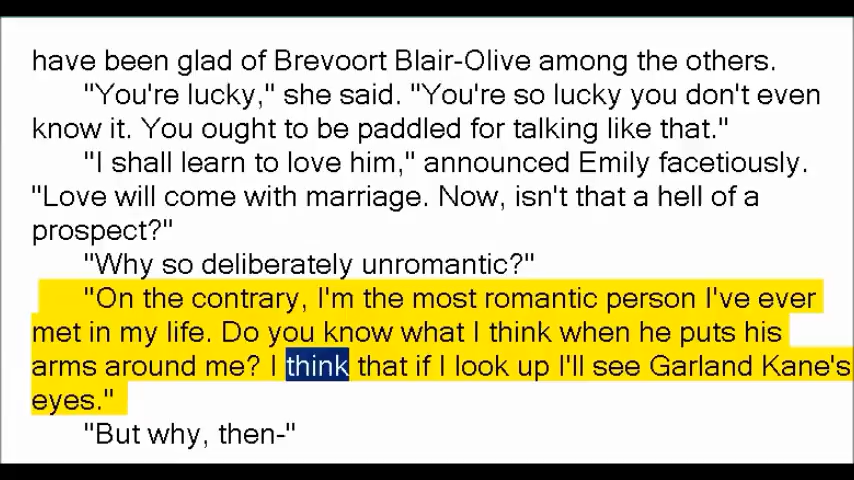 have been glad of Brevoort Blair-Olive among the others.
"You're lucky," she said. "You're so lucky you don't even
know it. You ought to be paddled for talking like that."
"I shall learn to love him," announced Emily facetiously.
"Love will come with marriage. Now, isn't that a hell of a
prospect?"
"Why so deliberately unromantic?"
"On the contrary, I'm the most romantic person I've ever
met in my life. Do you know what I think when he puts his
arms around me? I think that if I look up I'll see Garland Kane's
eyes."
"But why, then-"